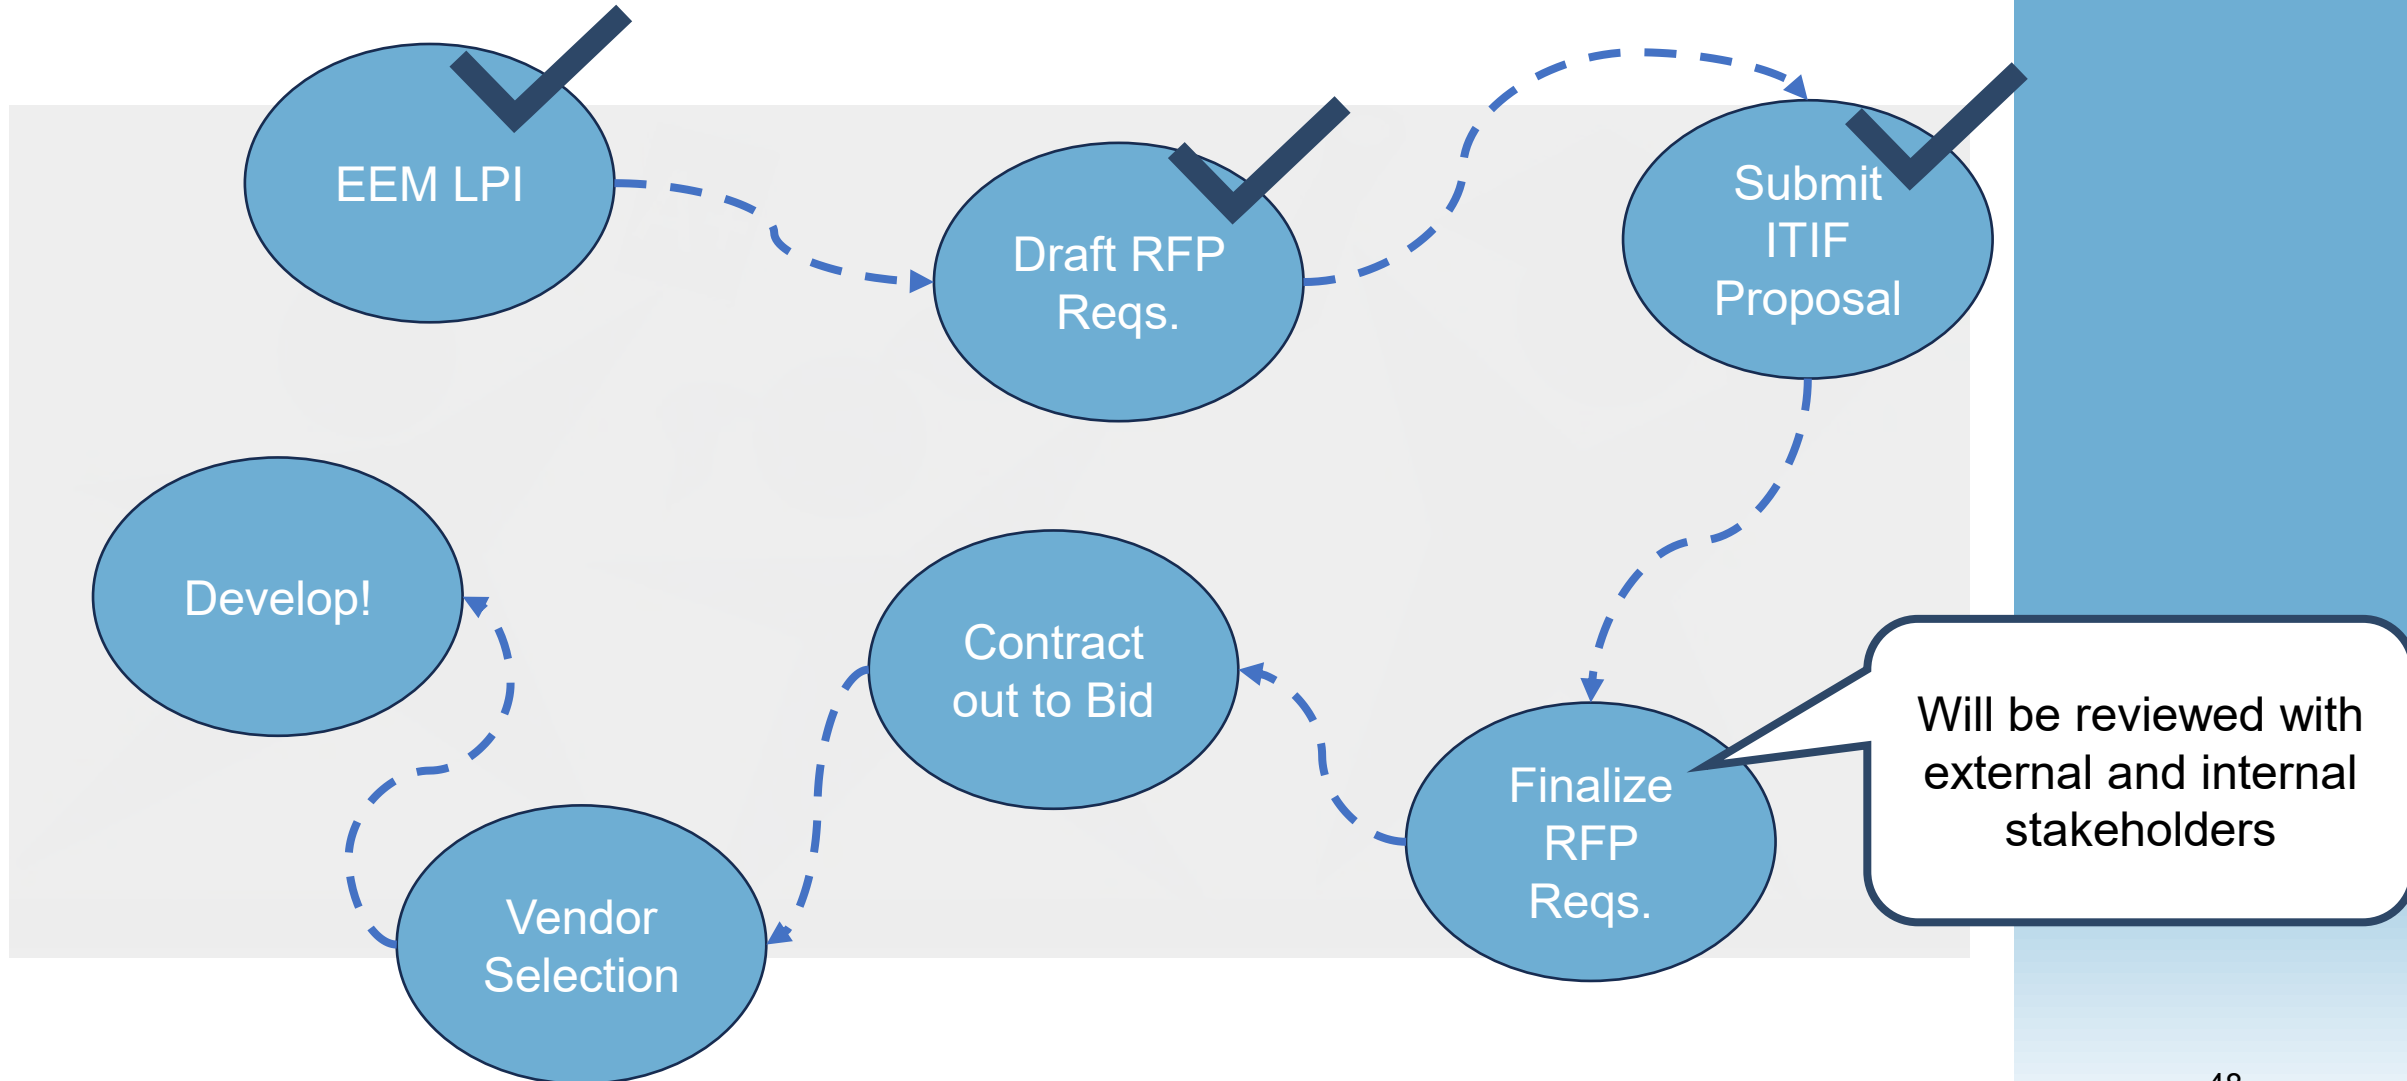 EEM LPI
Draft RFP
Reqs.
Submit
ITIF
Proposal
Finalize
RFP
Reqs.
Will be reviewed with
external and internal
stakeholders
Contract
out to Bid
Vendor
Selection
Develop!
48